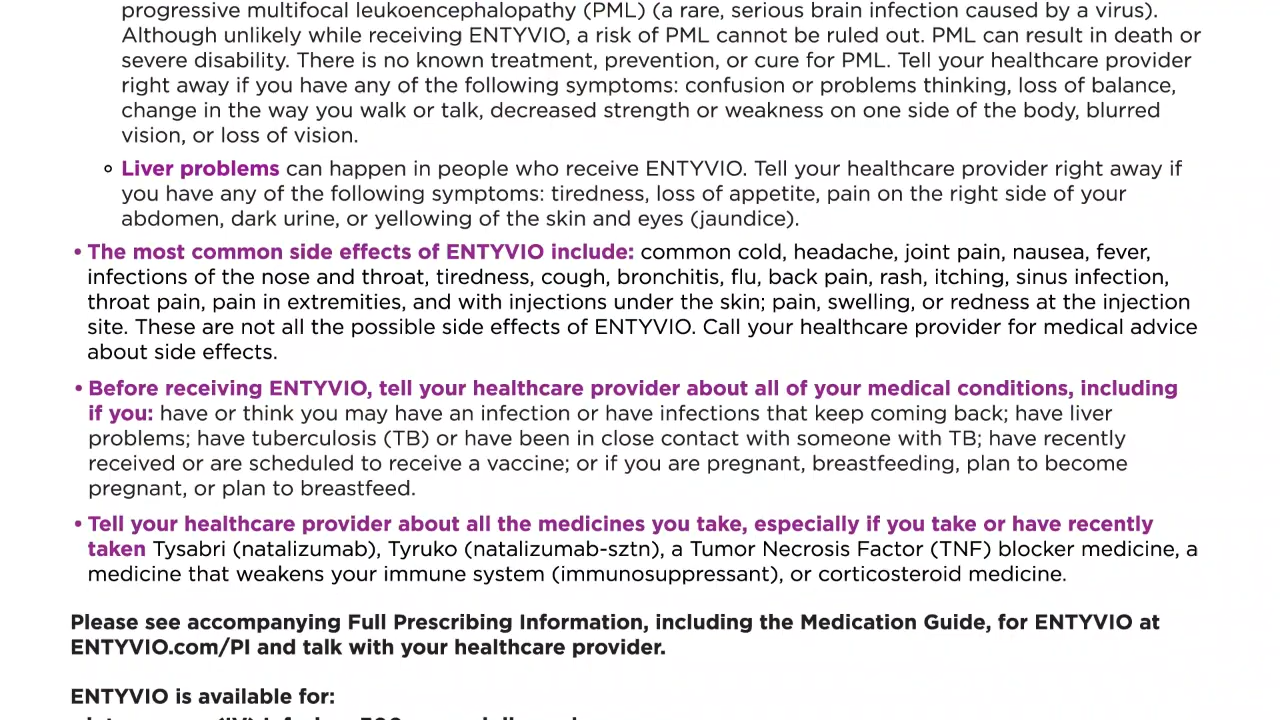 progressive multifocal leukoencephalopathy (PML) (a rare, serious brain infection caused by a virus).
Although unlikely while receiving ENTYVIO, a risk of PML cannot be ruled out. PML can result in death or
severe disability. There is no known treatment, prevention, or cure for PML. Tell your healthcare provider
right away if you have any of the following symptoms: confusion or problems thinking, loss of balance,
change in the way you walk or talk, decreased strength or weakness on one side of the body, blurred
vision, or loss of vision.
⚬ Liver problems can happen in people who receive ENTYVIO. Tell your healthcare provider right away if
you have any of the following symptoms: tiredness, loss of appetite, pain on the right side of your
abdomen, dark urine, or yellowing of the skin and eyes (jaundice).
• The most common side effects of ENTYVIO include: common cold, headache, joint pain, nausea, fever,
infections of the nose and throat, tiredness, cough, bronchitis, flu, back pain, rash, itching, sinus infection,
throat pain, pain in extremities, and with injections under the skin; pain, swelling, or redness at the injection
site. These are not all the possible side effects of ENTYVIO. Call your healthcare provider for medical advice
about side effects.
• Before receiving ENTYVIO, tell your healthcare provider about all of your medical conditions, including
if you: have or think you may have an infection or have infections that keep coming back; have liver
problems; have tuberculosis (TB) or have been in close contact with someone with TB; have recently
received or are scheduled to receive a vaccine; or if you are pregnant, breastfeeding, plan to become
pregnant, or plan to breastfeed.
• Tell your healthcare provider about all the medicines you take, especially if you take or have recently
taken Tysabri (natalizumab), Tyruko (natalizumab-sztn), a Tumor Necrosis Factor (TNF) blocker medicine, a
medicine that weakens your immune system (immunosuppressant), or corticosteroid medicine.
Please see accompanying Full Prescribing Information, including the Medication Guide, for ENTYVIO at
ENTYVIO.com/PI and talk with your healthcare provider.
ENTYVIO is available for: